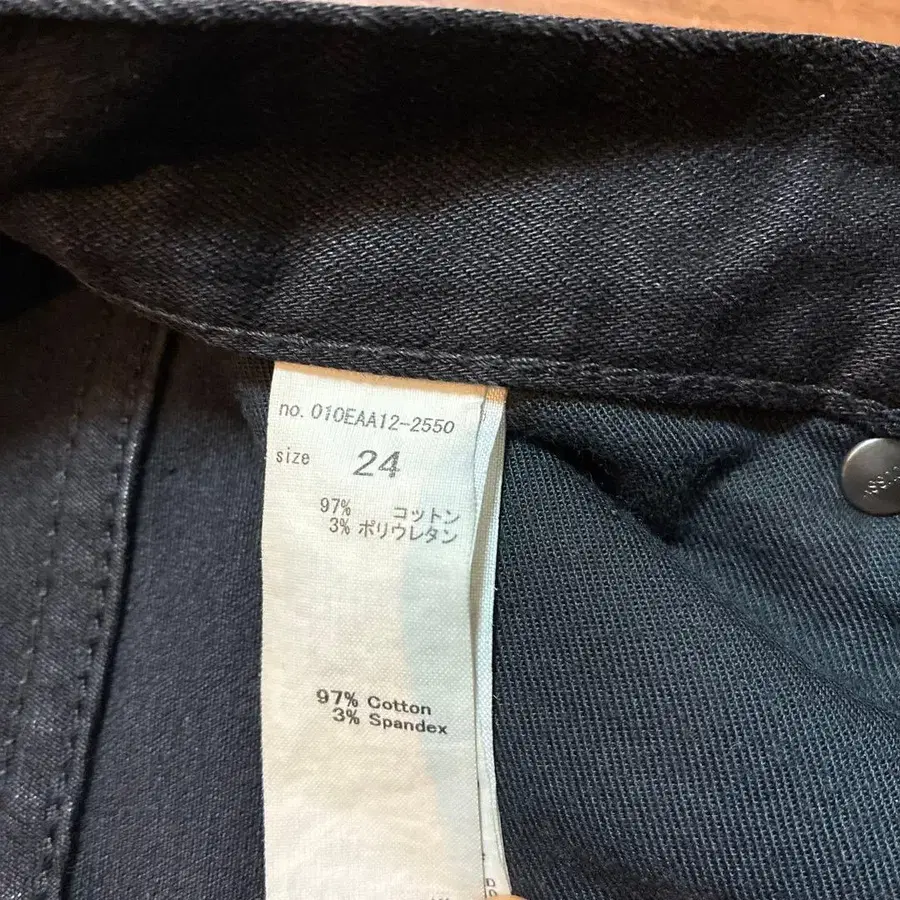 no. 010EAA12-2550
size 24
97% コットン
3% ポリウレタン
97% Cotton
3% Spandex